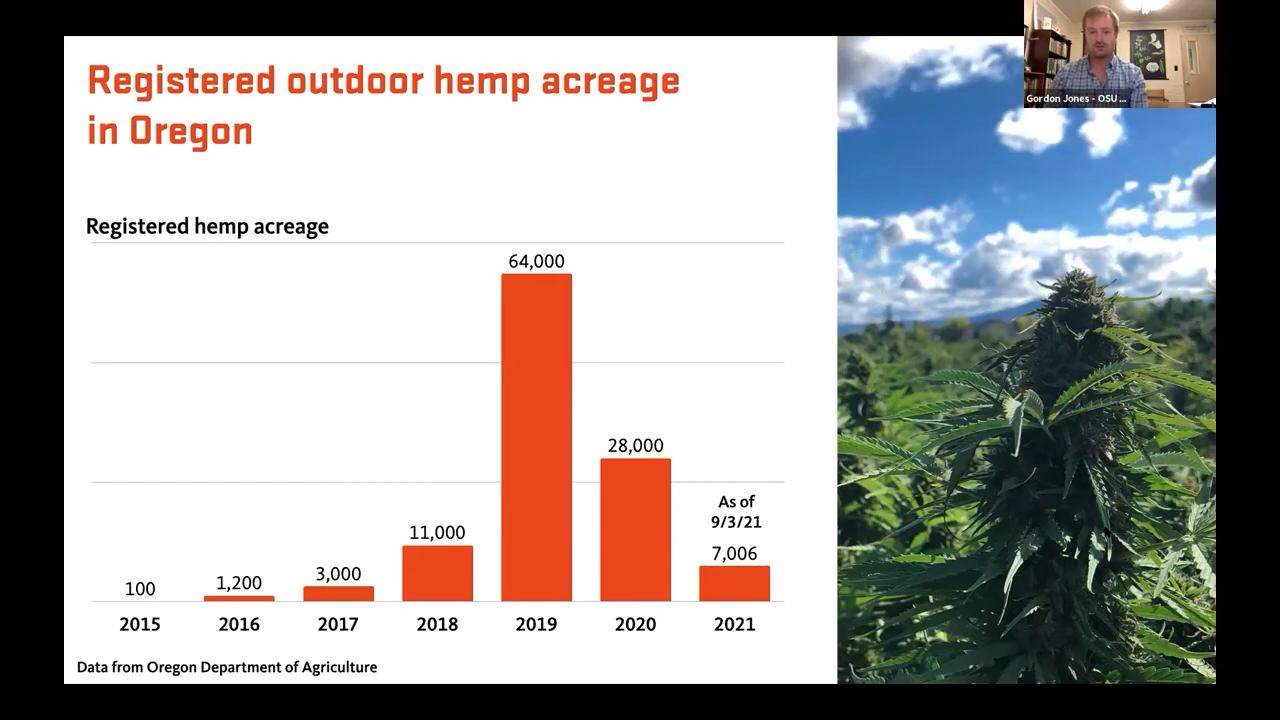 Registered outdoor hemp acreage
in Oregon
Gordon Jones - OSU ...
Registered hemp acreage
64,000
28,000
As of
9/3/21
11,000
7,006
3,000
1,200
100
2015 2016 2017 2018 2019 2020 2021
Data from Oregon Department of Agriculture